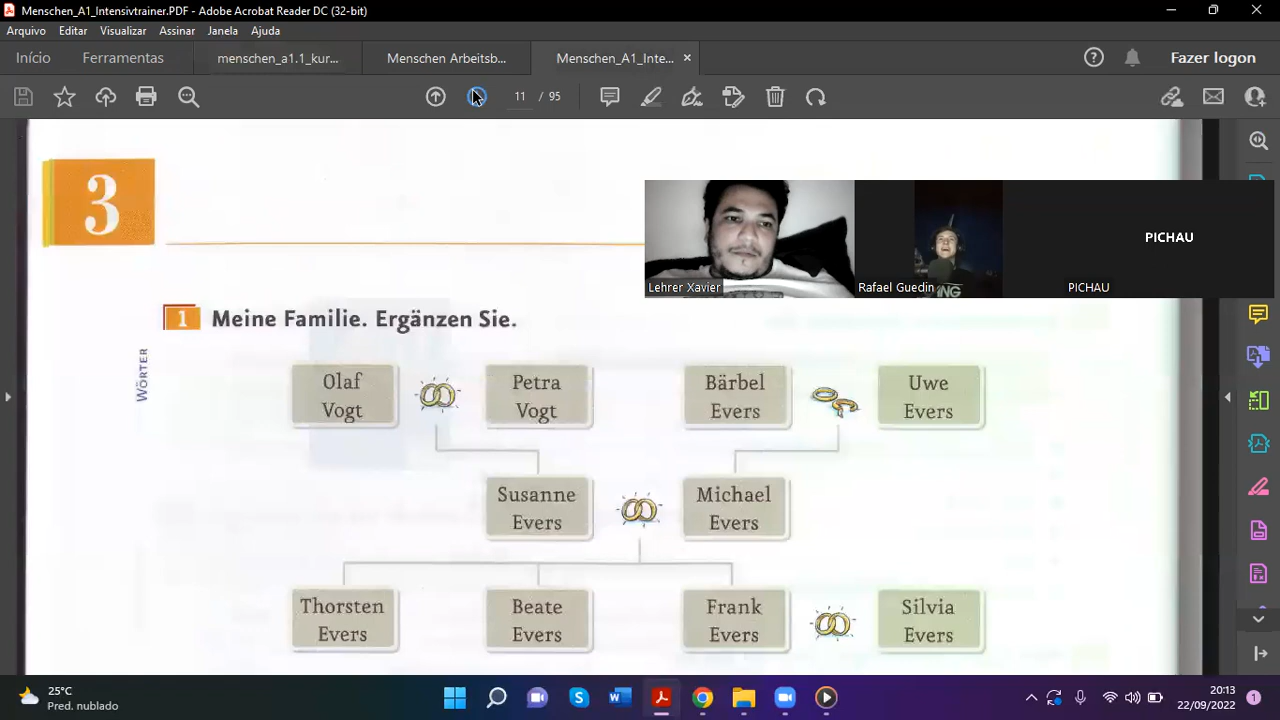 Menschen_A1_Intensivtrainer.PDF - Adobe Acrobat Reader DC (32-bit)
Arquivo Editar Visualizar Assinar Janela Ajuda
Início Ferramentas menschen_a1.1_kur... Menschen Arbeitsb... Menschen_A1_Inte... Fazer logon
11 / 95
3
PICHAU
Lehrer Xavier Rafael Guedin PICHAU
ING
1 Meine Familie. Ergänzen Sie.
WÖRTER
Olaf
Vogt
Petra
Vogt
Bärbel
Evers
Uwe
Evers
Susanne
Evers
Michael
Evers
Thorsten
Evers
Beate
Evers
Frank
Evers
Silvia
Evers
25°C
Pred. nublado
20:13
22/09/2022
1